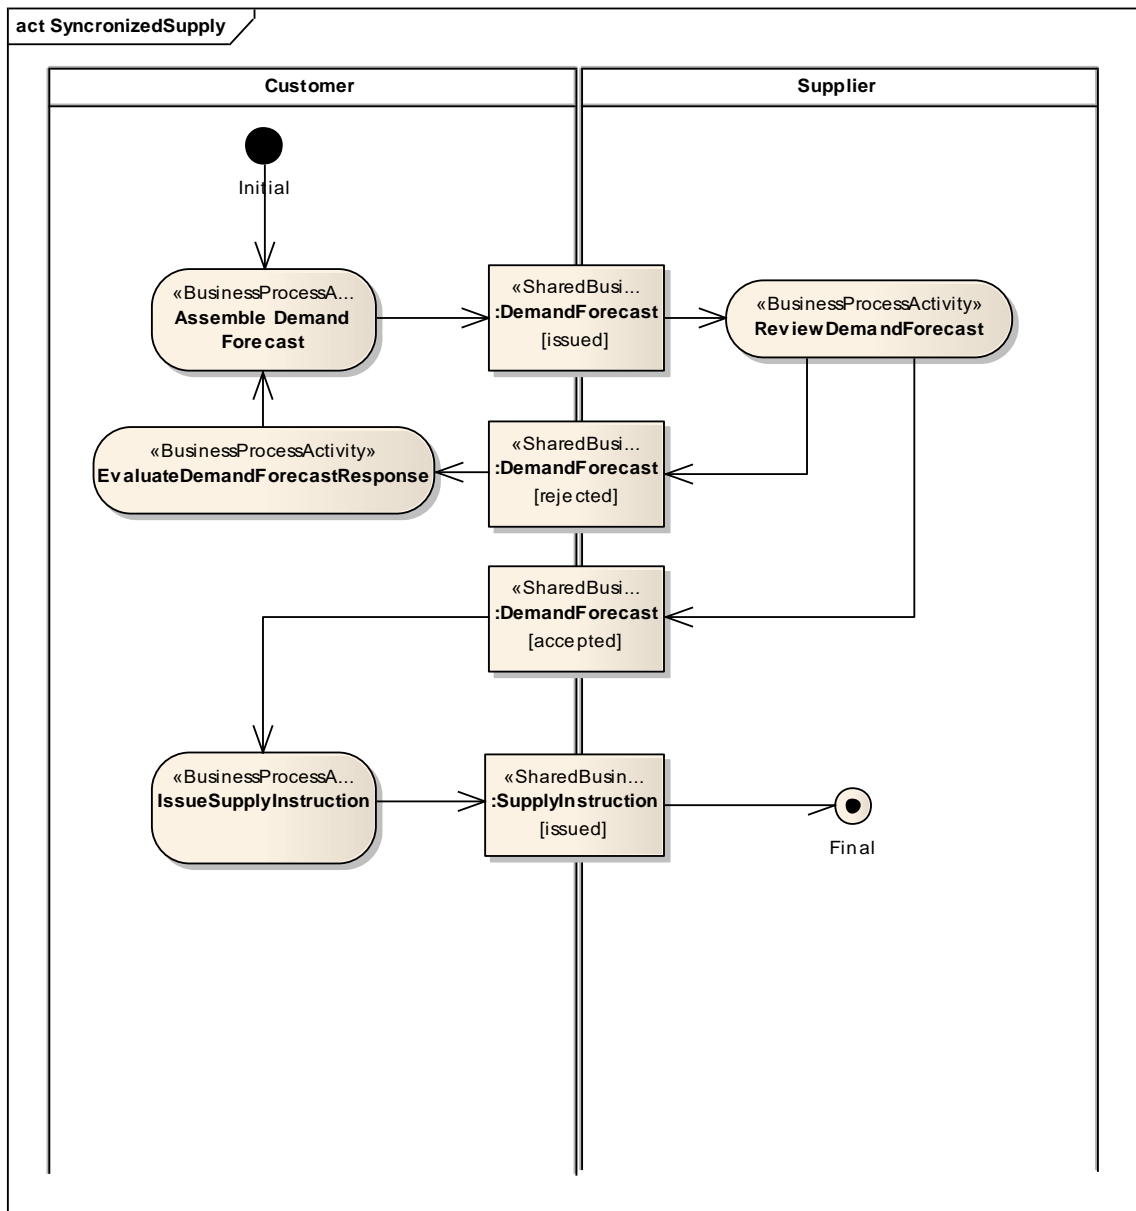 act SyncronizedSupply
Customer
Supplier
Initial
«BusinessProcessA...
Assemble Demand
Forecast
«SharedBusi...
:DemandForecast
[issued]
«BusinessProcessActivity»
ReviewDemandForecast
«BusinessProcessActivity»
EvaluateDemandForecastResponse
«SharedBusi...
:DemandForecast
[rejected]
«SharedBusi...
:DemandForecast
[accepted]
«BusinessProcessA...
IssueSupplyInstruction
«SharedBusin...
:SupplyInstruction
[issued]
Final